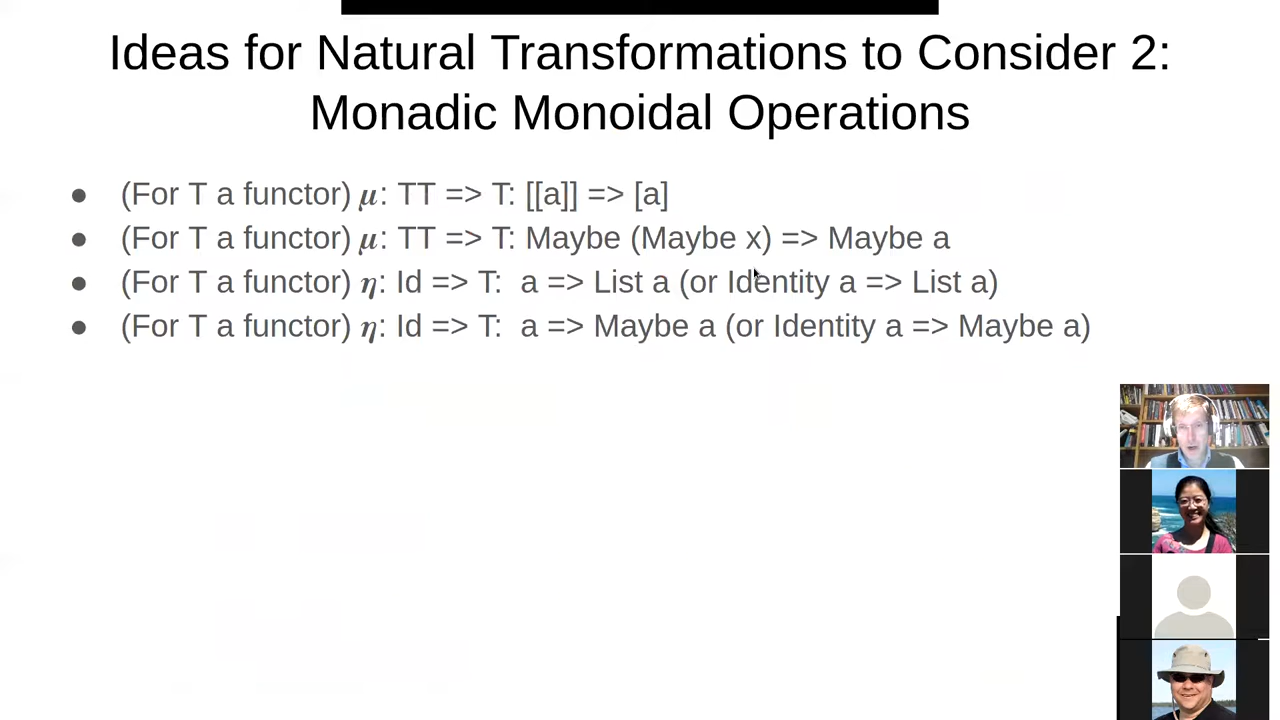 Ideas for Natural Transformations to Consider 2:
Monadic Monoidal Operations
● (For T a functor) μ: TT => T: [[a]] => [a]
● (For T a functor) μ: TT => T: Maybe (Maybe x) => Maybe a
● (For T a functor) η: Id => T: a => List a (or Identity a => List a)
● (For T a functor) η: Id => T: a => Maybe a (or Identity a => Maybe a)